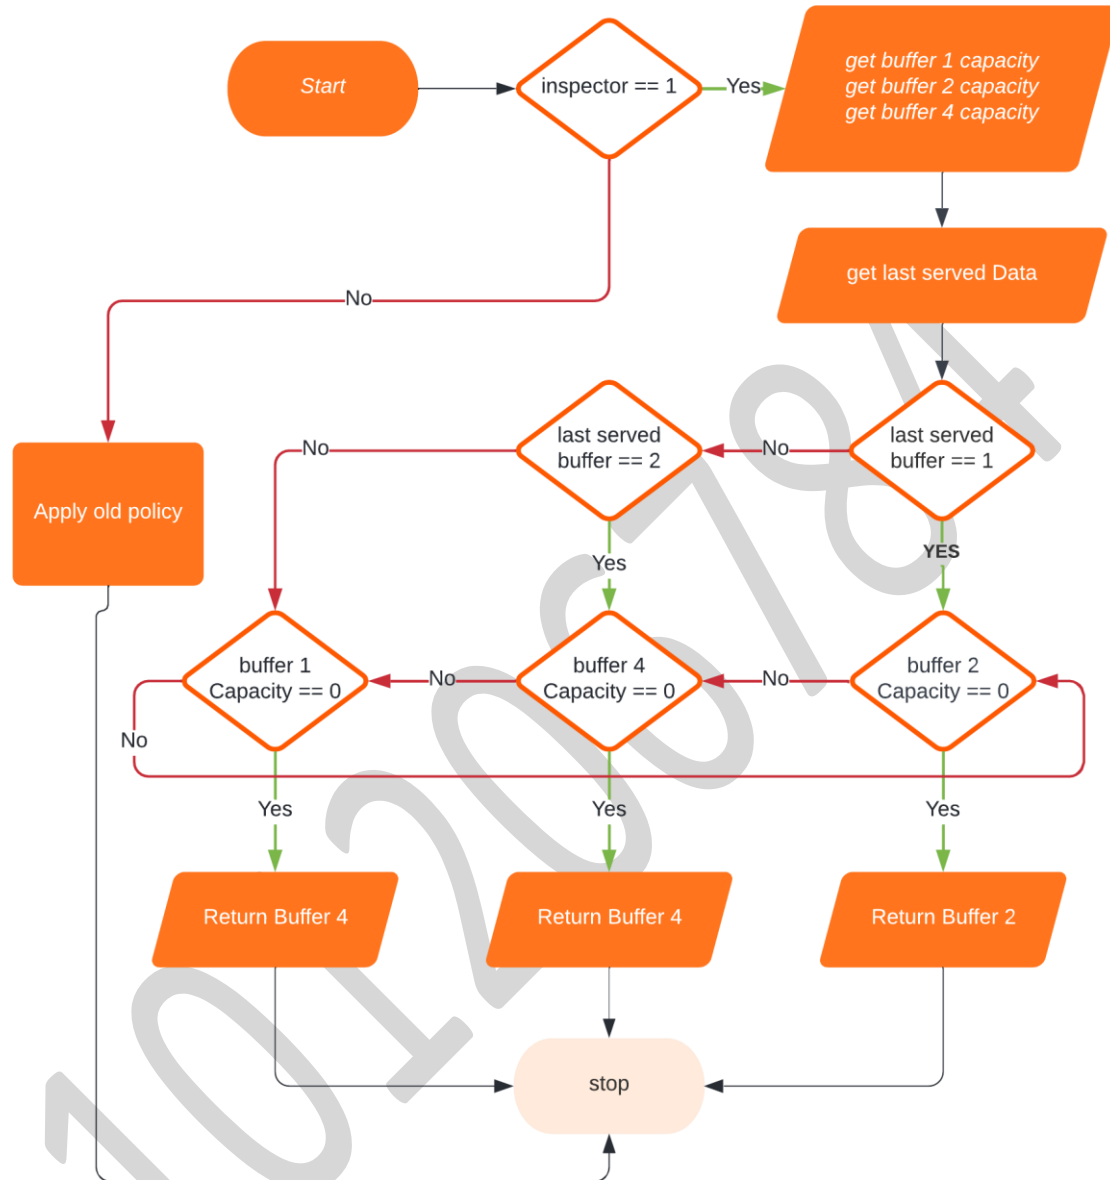 Start
inspector == 1
Yes
get buffer 1 capacity
get buffer 2 capacity
get buffer 4 capacity
get last served Data
No
last served
buffer == 2
No
last served
buffer == 1
No
Apply old policy
Yes
YES
buffer 1
Capacity == 0
No
buffer 4
Capacity == 0
No
buffer 2
Capacity == 0
No
Yes
Yes
Yes
Return Buffer 4
Return Buffer 4
Return Buffer 2
stop
101206784